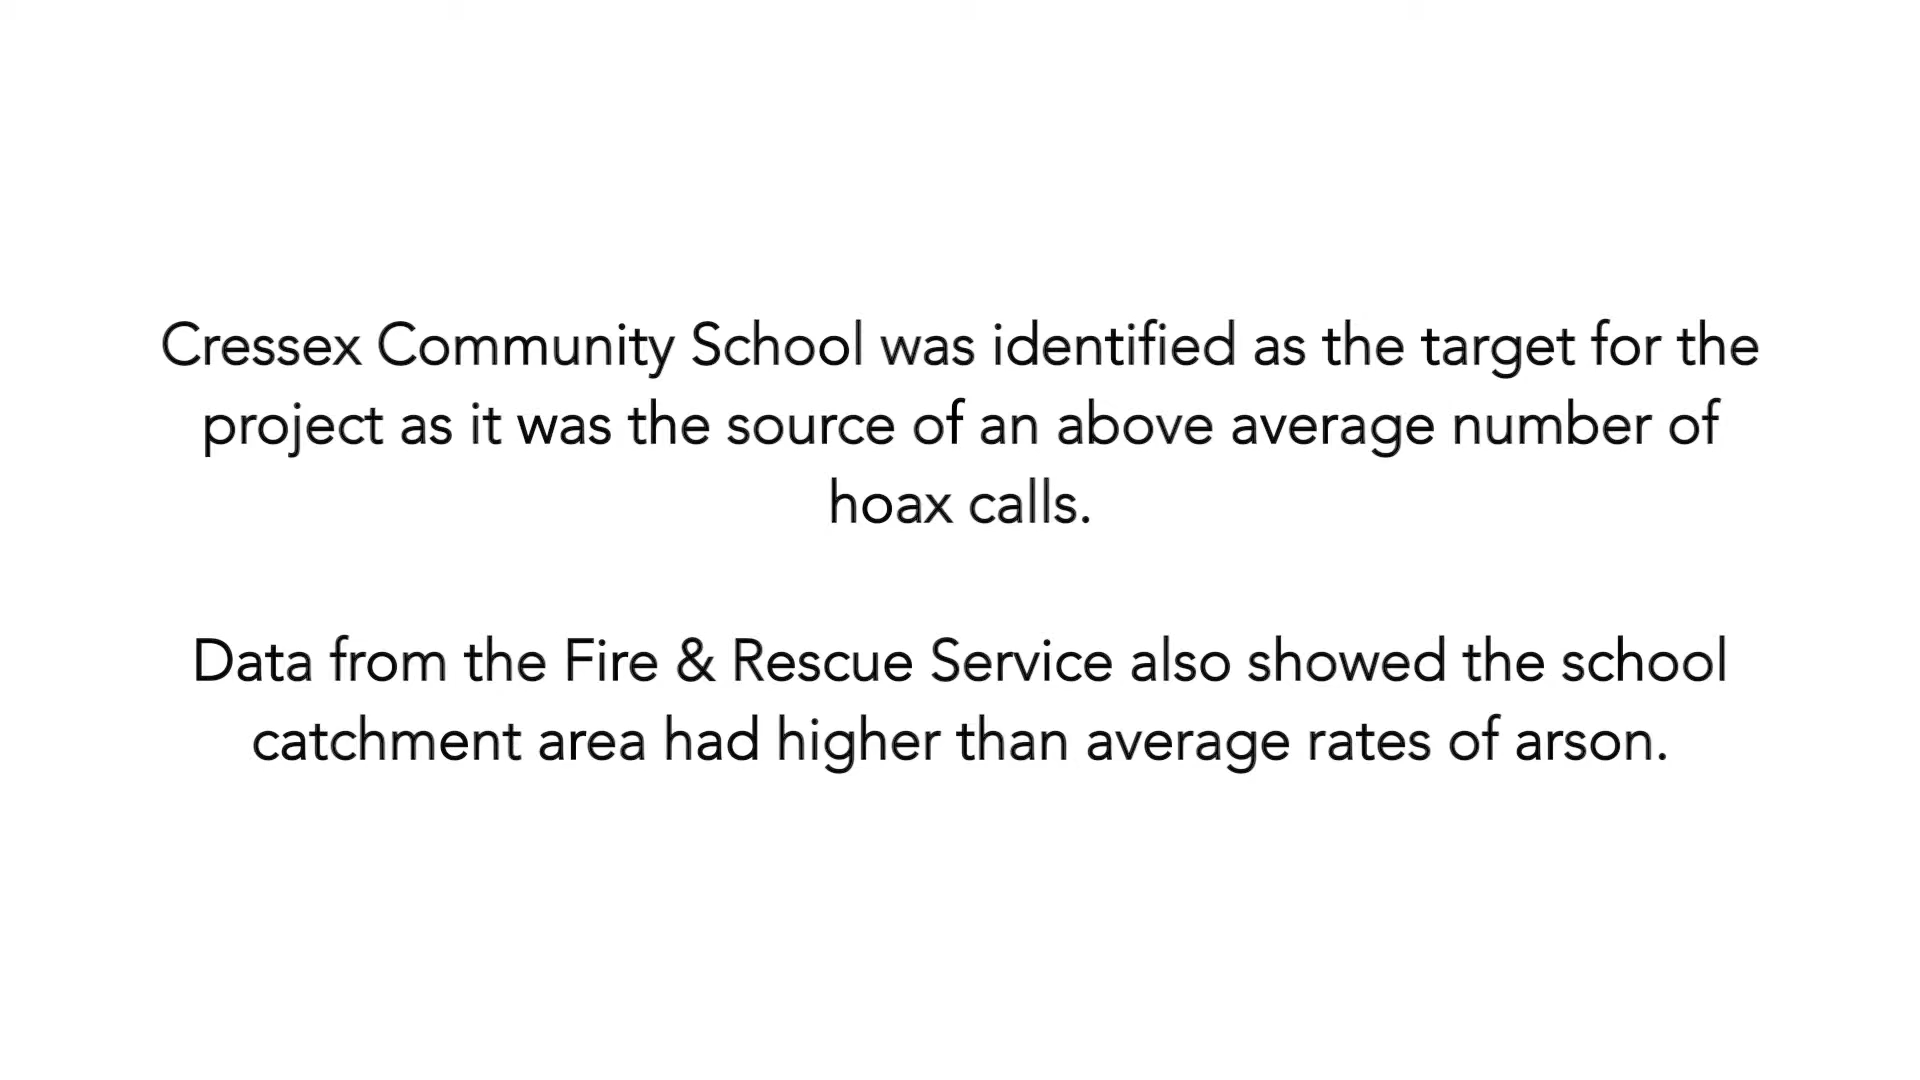 Cressex Community School was identified as the target for the
project as it was the source of an above average number of
hoax calls.
Data from the Fire & Rescue Service also showed the school
catchment area had higher than average rates of arson.